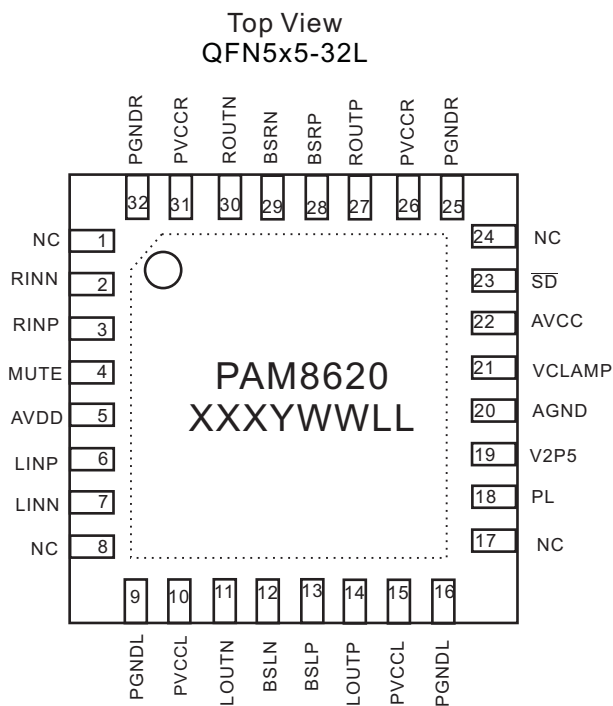 Top View
QFN5x5-32L
PGNDR PVCCR ROUTN BSRN BSRP ROUTP PVCCR PGNDR
32 31 30 29 28 27 26 25
NC 1 24 NC
RINN 2 23 SD
RINP 3 22 AVCC
MUTE 4 21 VCLAMP
AVDD 5 20 AGND
LINP 6 19 V2P5
LINN 7 18 PL
NC 8 17 NC
PAM8620
XXXYWWLL
9 10 11 12 13 14 15 16
PGNDL PVCCL LOUTN BSLN BSLP LOUTP PVCCL PGNDL